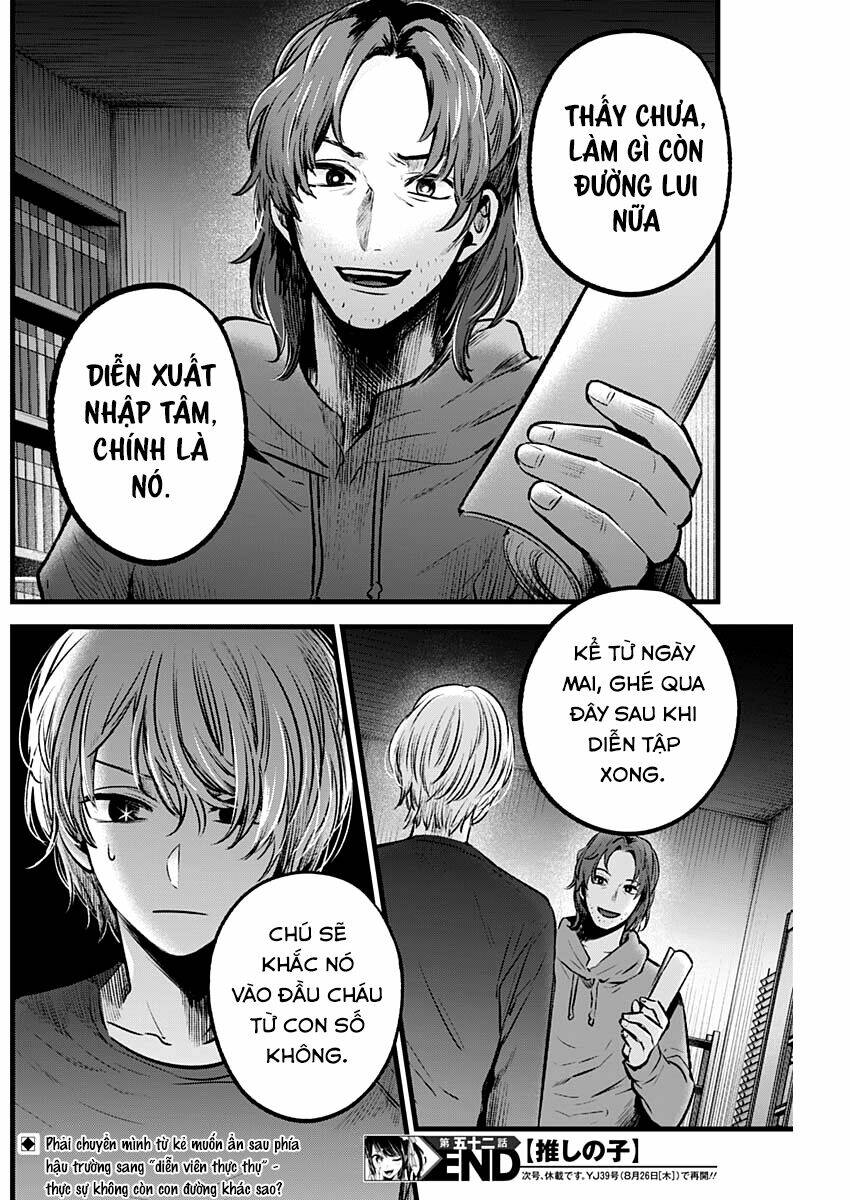 THẤY CHƯA,
LÀM GÌ CÒN
ĐƯỜNG LUI
NỮA
DIỄN XUẤT
NHẬP TÂM,
CHÍNH LÀ
NÓ.
KỂ TỪ NGÀY
MAI, GHÉ QUA
ĐÂY SAU KHI
DIỄN TẬP
XONG.
CHÚ SẼ
KHẮC NÓ
VÀO ĐẦU CHÁU
TỪ CON SỐ
KHÔNG.
Phải chuyển mình từ kẻ muốn ẩn sau phía
hậu trường sang "diễn viên thực thụ" -
thực sự không còn con đường khác sao?
第五十二話
END【推しの子】
次号、休載です。YJ39号(8月26日[木])で再開!!